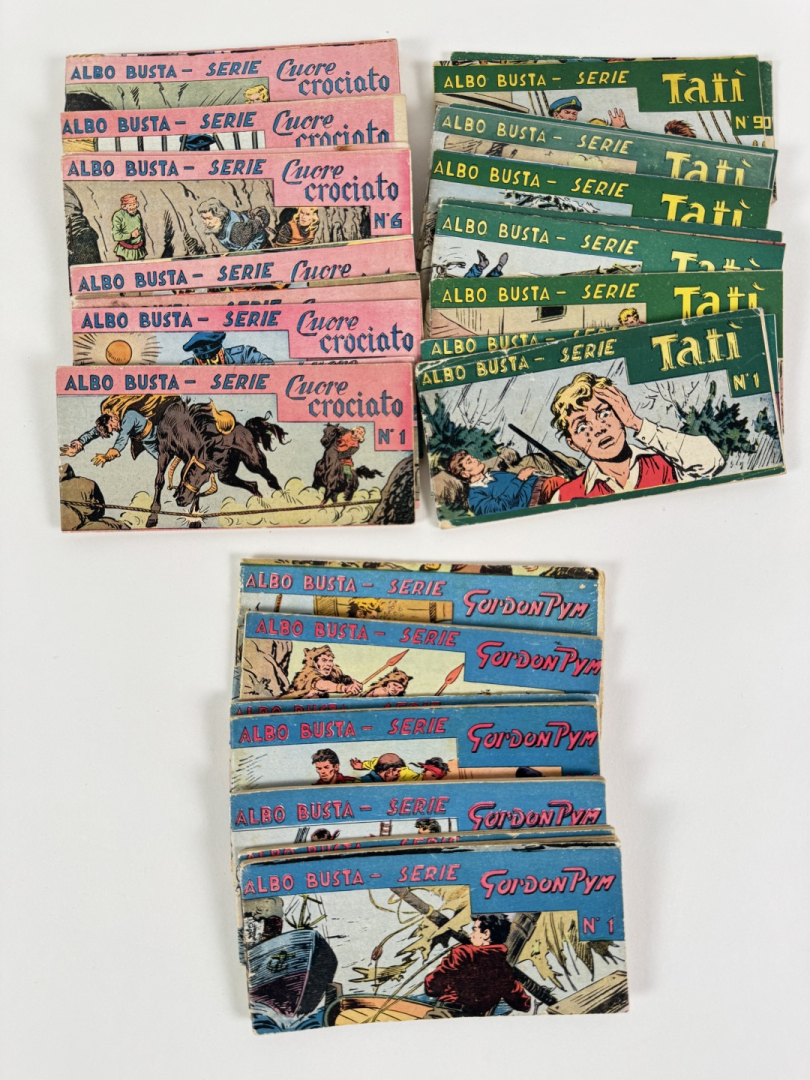 ALBO BUSTA - SERIE Cuore crociato
ALBO BUSTA - SERIE Cuore crociato
ALBO BUSTA - SERIE Cuore crociato
N°6
ALBO BUSTA - SERIE Cuore
ALBO BUSTA - SERIE Cuore crociato
ALBO BUSTA - SERIE Cuore crociato
N°1
ALBO BUSTA - SERIE Tatì
ALBO BUSTA - SERIE Tatì
ALBO BUSTA - SERIE Tatì
ALBO BUSTA - SERIE Tatì
ALBO BUSTA - SERIE Tatì
ALBO BUSTA - SERIE
ALBO BUSTA - SERIE Tatì
N°1
ALBO BUSTA - SERIE Gordon Pym
ALBO BUSTA - SERIE Gordon Pym
ALBO BUSTA - SERIE Gordon Pym
ALBO BUSTA - SERIE Gordon Pym
ALBO BUSTA - SERIE Gordon Pym
N°1